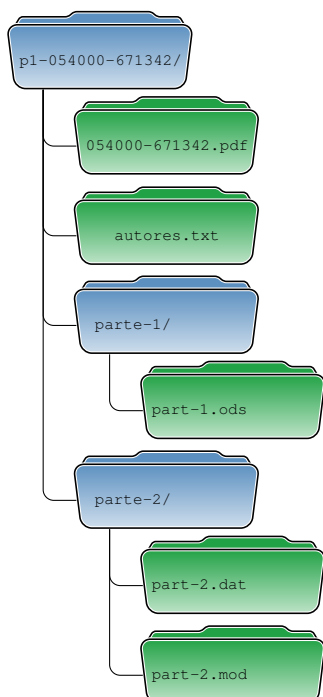 p1-054000-671342/
054000-671342.pdf
autores.txt
parte-1/
part-1.ods
parte-2/
part-2.dat
part-2.mod